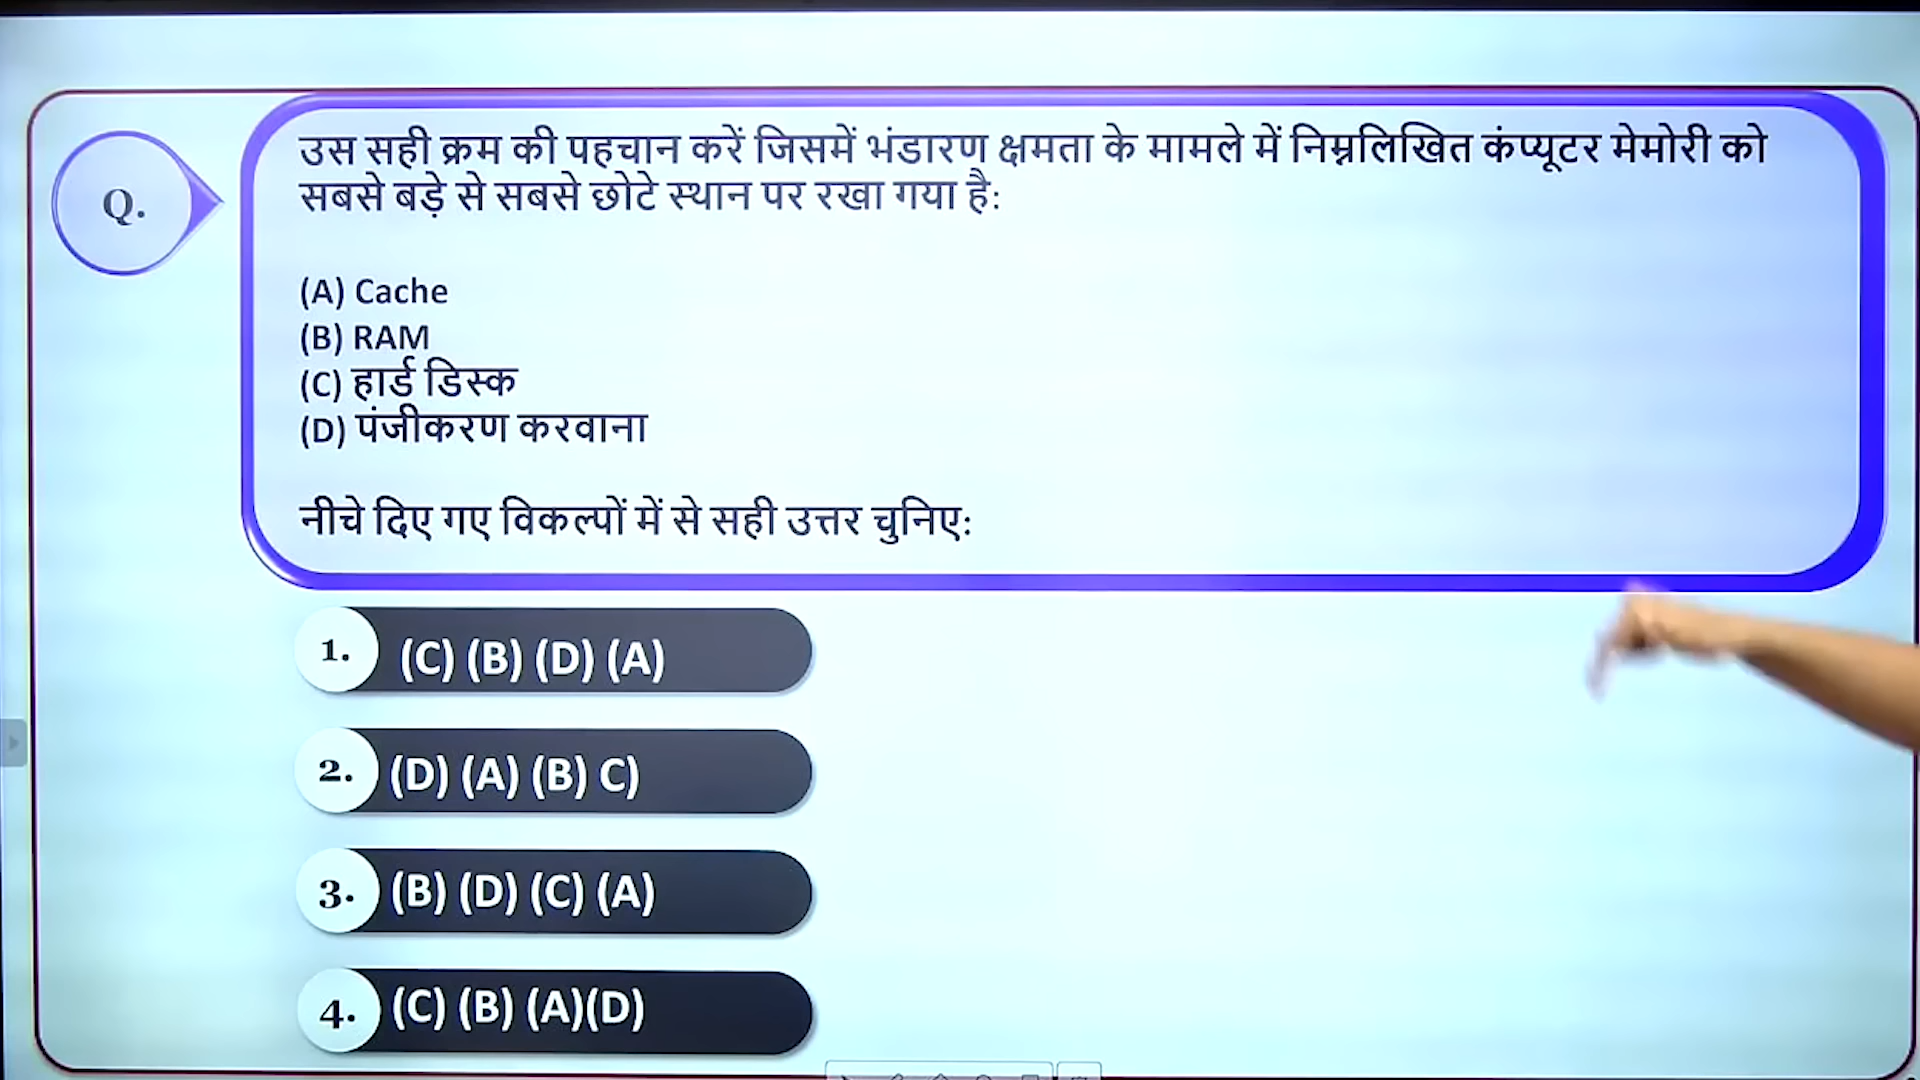 Q.
उस सही क्रम की पहचान करें जिसमें भंडारण क्षमता के मामले में निम्नलिखित कंप्यूटर मेमोरी को
सबसे बड़े से सबसे छोटे स्थान पर रखा गया है:
(A) Cache
(B) RAM
(C) हार्ड डिस्क
(D) पंजीकरण करवाना
नीचे दिए गए विकल्पों में से सही उत्तर चुनिए:
1. (C) (B) (D) (A)
2. (D) (A) (B) C)
3. (B) (D) (C) (A)
4. (C) (B) (A)(D)